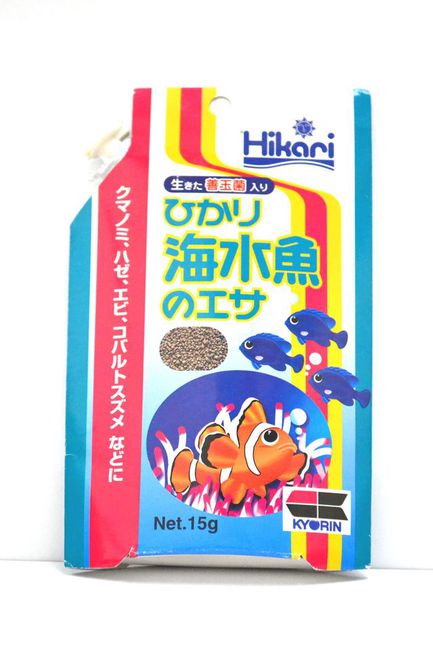 Hikari
生きた善玉菌入り
ひかり
海水魚
のエサ
クマノミ、ハゼ、エビ、コバルトスズメ などに
Net.15g
KYORIN